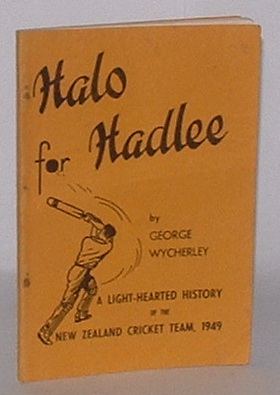 Halo
for Hadlee
by
GEORGE
WYCHERLEY
A LIGHT-HEARTED HISTORY
OF THE
NEW ZEALAND CRICKET TEAM, 1949